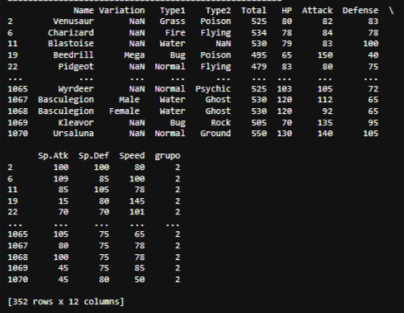 Name Variation Type1 Type2 Total HP Attack Defense \
2 Venusaur NaN Grass Poison 525 80 82 83
6 Charizard NaN Fire Flying 534 78 84 78
11 Blastoise NaN Water NaN 530 79 83 100
19 Beedrill Mega Bug Poison 495 65 150 40
22 Pidgeot NaN Normal Flying 479 83 80 75
... ... ... ... ... ... ... ... ...
1065 Wyrdeer NaN Normal Psychic 525 103 105 72
1067 Basculegion Male Water Ghost 530 120 112 65
1068 Basculegion Female Water Ghost 530 120 92 65
1069 Kleavor NaN Bug Rock 505 70 135 95
1070 Ursaluna NaN Normal Ground 550 130 140 105
Sp.Atk Sp.Def Speed grupo
2 100 100 80 2
6 109 85 100 2
11 85 105 78 2
19 15 80 145 2
22 70 70 101 2
... ... ... ... ...
1065 105 75 65 2
1067 80 75 78 2
1068 100 75 78 2
1069 45 75 85 2
1070 45 80 50 2
[352 rows x 12 columns]